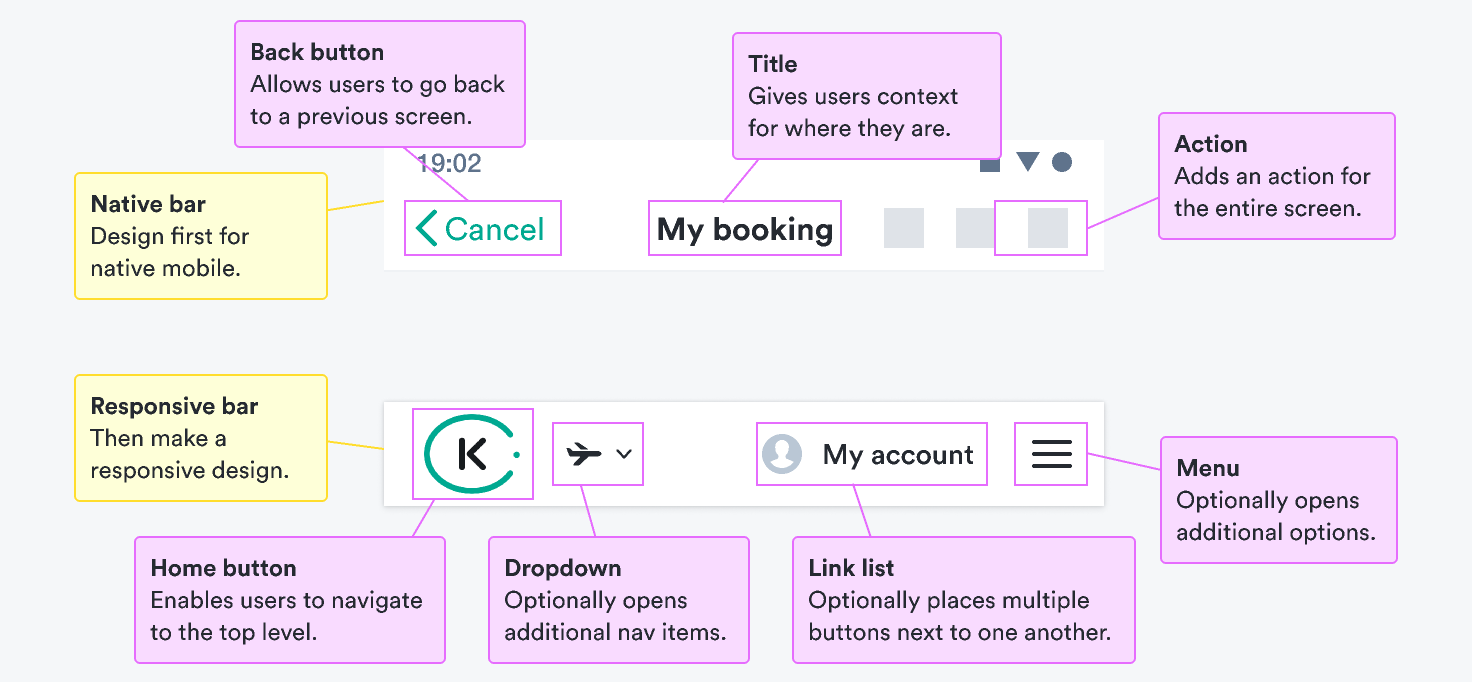 Back button
Allows users to go back
to a previous screen.
Title
Gives users context
for where they are.
Action
Adds an action for
the entire screen.
19:02
Native bar
Design first for
native mobile.
Cancel
My booking
Responsive bar
Then make a
responsive design.
K
My account
Menu
Optionally opens
additional options.
Home button
Enables users to navigate
to the top level.
Dropdown
Optionally opens
additional nav items.
Link list
Optionally places multiple
buttons next to one another.